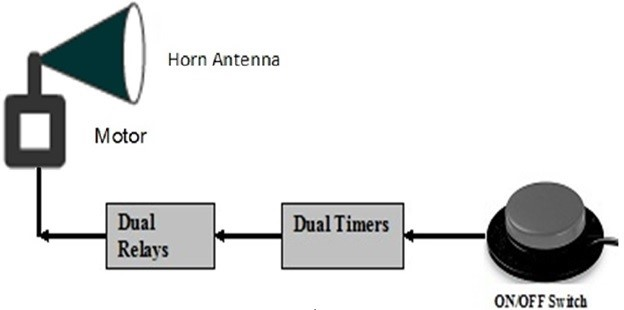 Horn Antenna
Motor
Dual
Relays
Dual Timers
ON/OFF Switch